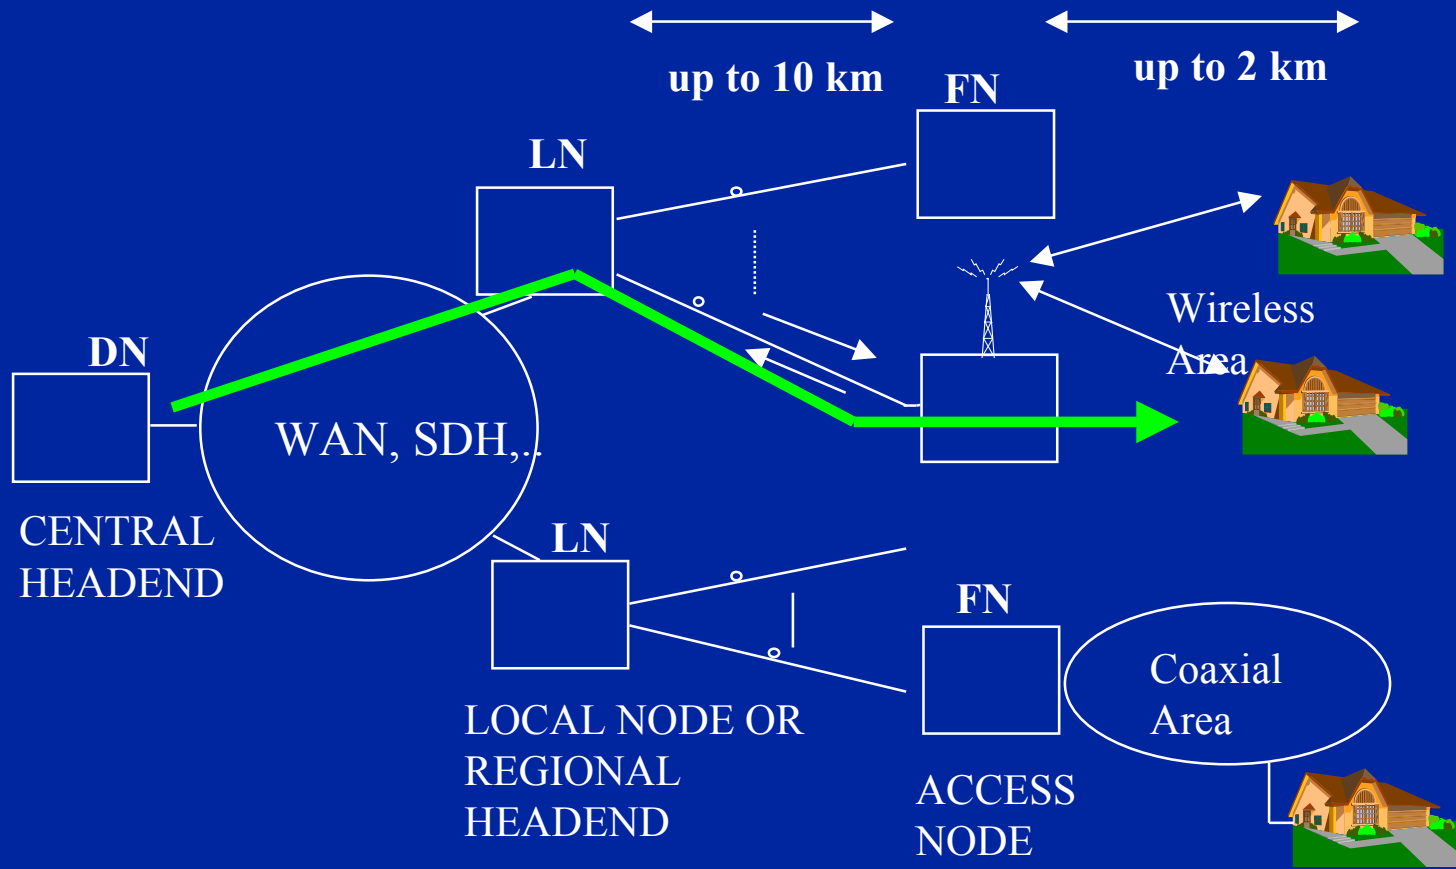 up to 10 km
up to 2 km
FN
LN
DN
Wireless
Area
WAN, SDH,..
CENTRAL
HEADEND
LN
FN
Coaxial
Area
LOCAL NODE OR
REGIONAL
HEADEND
ACCESS
NODE